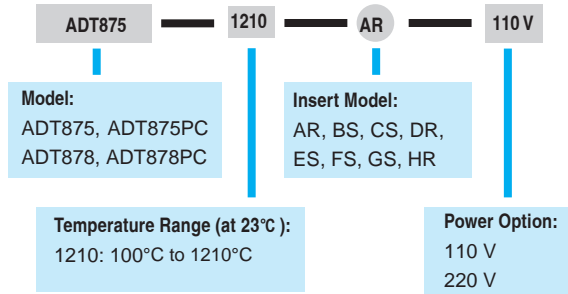 ADT875 1210 AR 110 V
Model:
ADT875, ADT875PC
ADT878, ADT878PC
Insert Model:
AR, BS, CS, DR,
ES, FS, GS, HR
Temperature Range (at 23°C ):
1210: 100°C to 1210°C
Power Option:
110 V
220 V